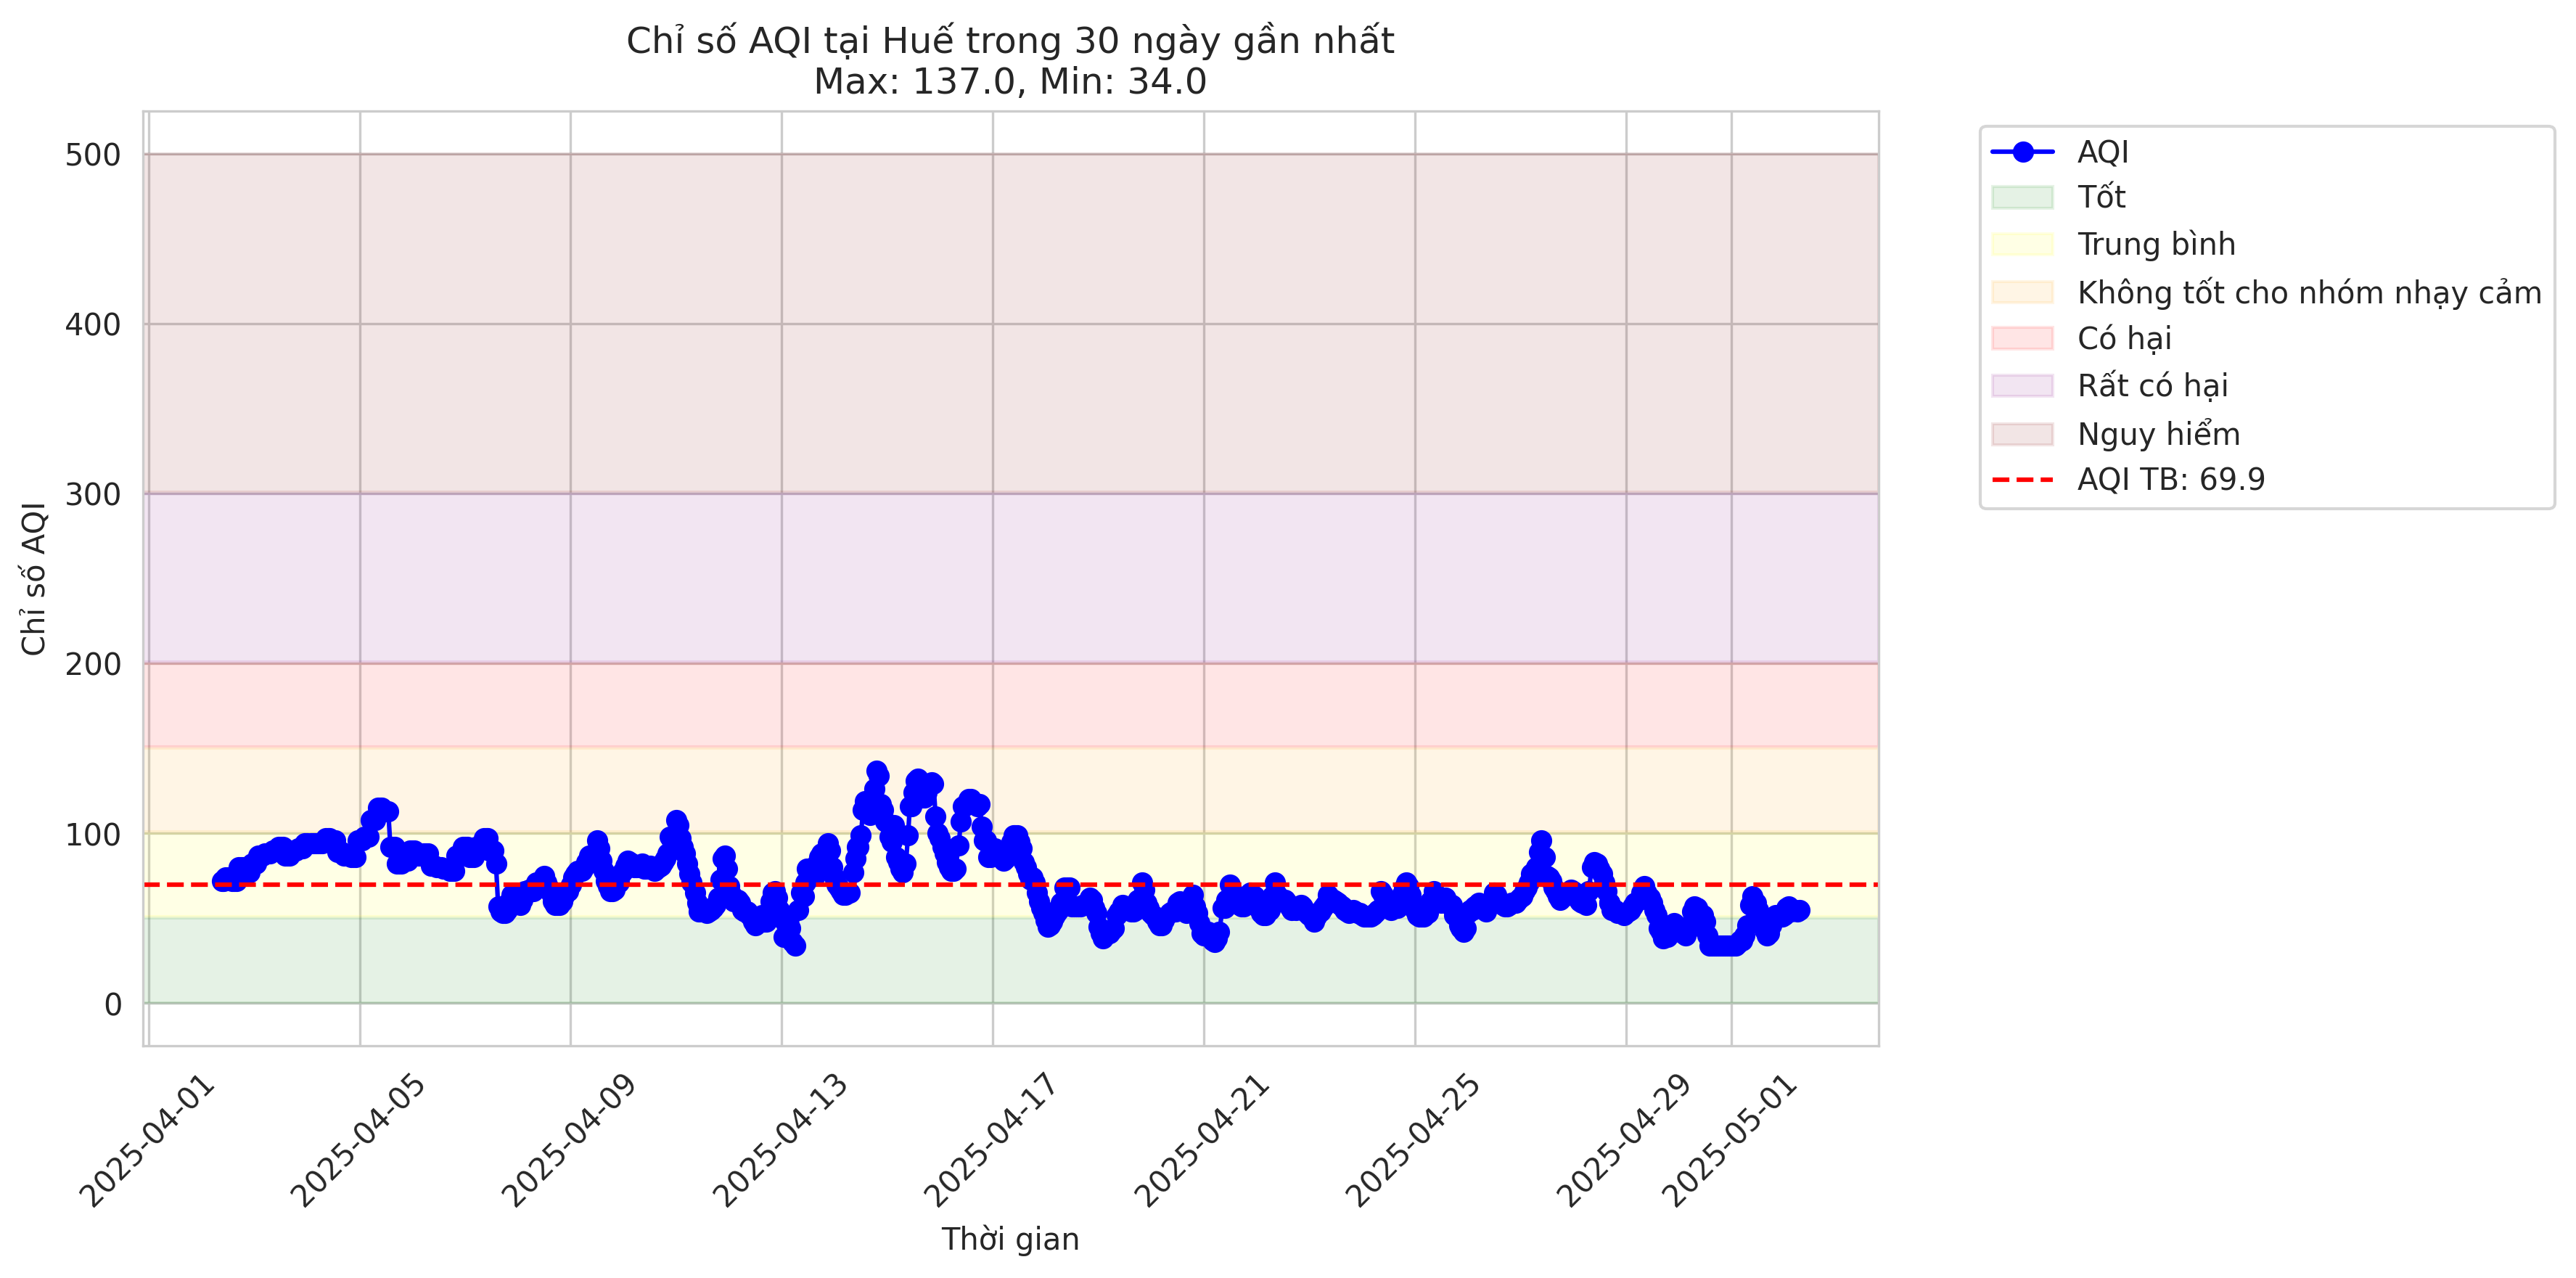 Chỉ số AQI tại Huế trong 30 ngày gần nhất
Max: 137.0, Min: 34.0
Chỉ số AQI
500
400
300
200
100
0
2025-04-01
2025-04-05
2025-04-09
2025-04-13
2025-04-17
2025-04-21
2025-04-25
2025-04-29
2025-05-01
Thời gian
AQI
Tốt
Trung bình
Không tốt cho nhóm nhạy cảm
Có hại
Rất có hại
Nguy hiểm
AQI TB: 69.9